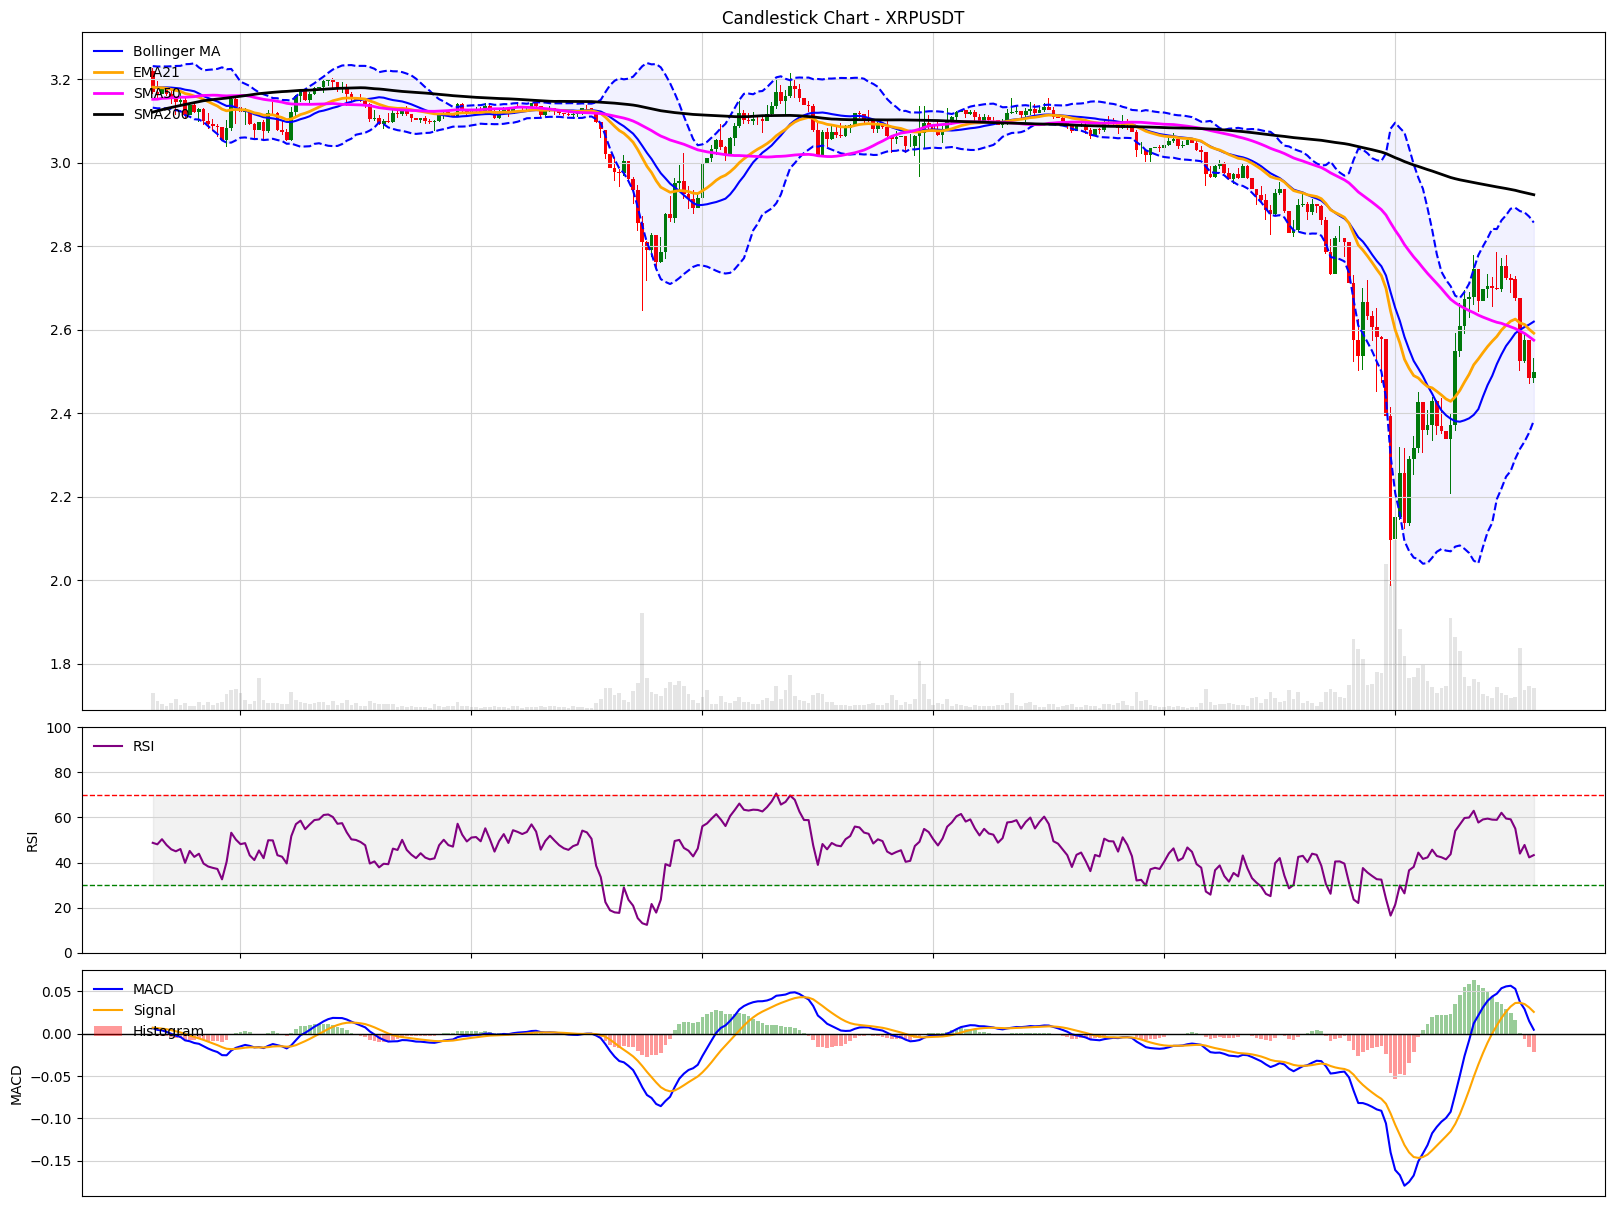 Candlestick Chart - XRPUSDT
Bollinger MA
EMA21
SMA50
SMA200
3.2
3.0
2.8
2.6
2.4
2.2
2.0
1.8
100
80
60
40
20
0
RSI
RSI
0.05
0.00
−0.05
−0.10
−0.15
MACD
MACD
Signal
Histogram